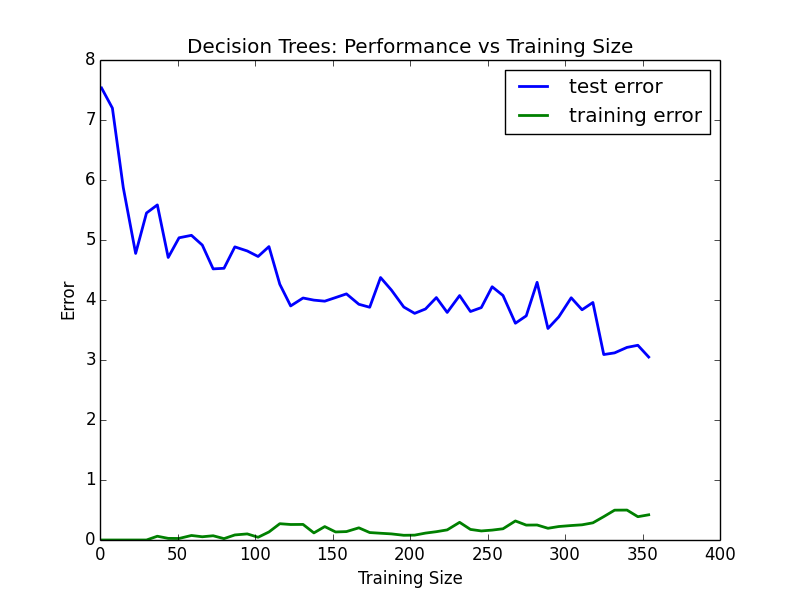 Decision Trees: Performance vs Training Size
test error
training error
8
7
6
5
4
3
2
1
0
Error
0 50 100 150 200 250 300 350 400
Training Size